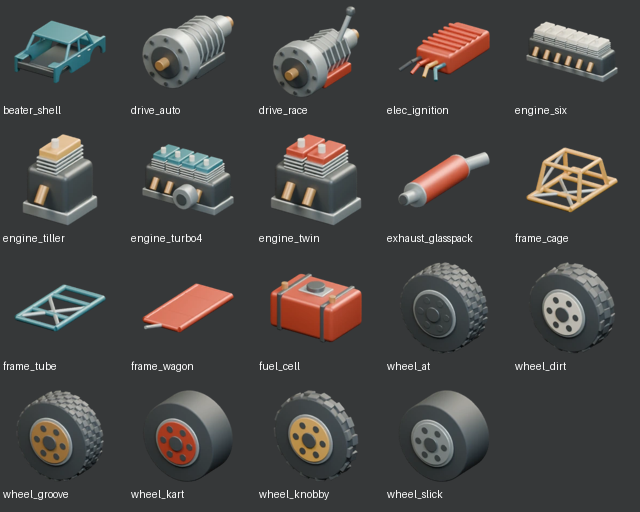 beater_shell
drive_auto
drive_race
elec_ignition
engine_six
engine_tiller
engine_turbo4
engine_twin
exhaust_glasspack
frame_cage
frame_tube
frame_wagon
fuel_cell
wheel_at
wheel_dirt
wheel_groove
wheel_kart
wheel_knobby
wheel_slick